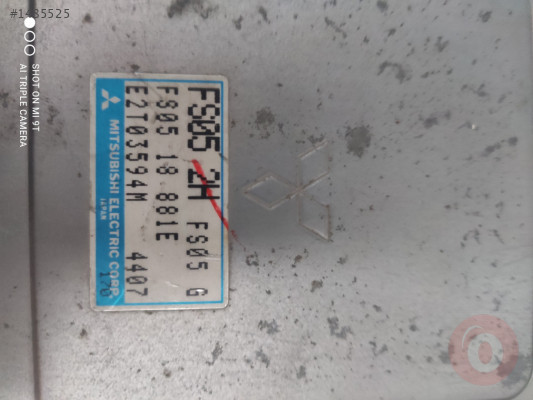 #1485525
SHOT ON MI 9T
AI TRIPLE CAMERA
FS05 2H FS05 G
FS05 18 881E
E2T03594M 4407
MITSUBISHI ELECTRIC CORP.
JAPAN
170